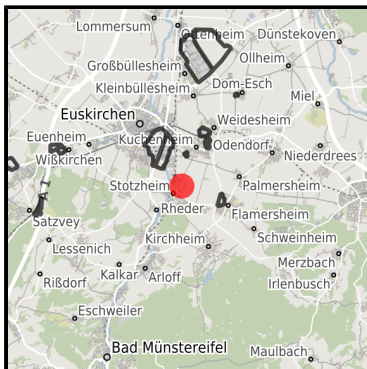 Lommersum
Ottenheim
Dünstekoven
Großbüllesheim
Ollheim
Kleinbüllesheim
Dom-Esch
Miel
Euskirchen
Weidesheim
Euenheim
Kuchenheim
Odendorf
Niederdrees
Wißkirchen
Stotzheim
Palmersheim
Rheder
Flamersheim
Satzvey
Schweinheim
Lessenich
Kirchheim
Merzbach
Rißdorf
Kalkar
Arloff
Irlenbusch
Eschweiler
Bad Münstereifel
Maulbach